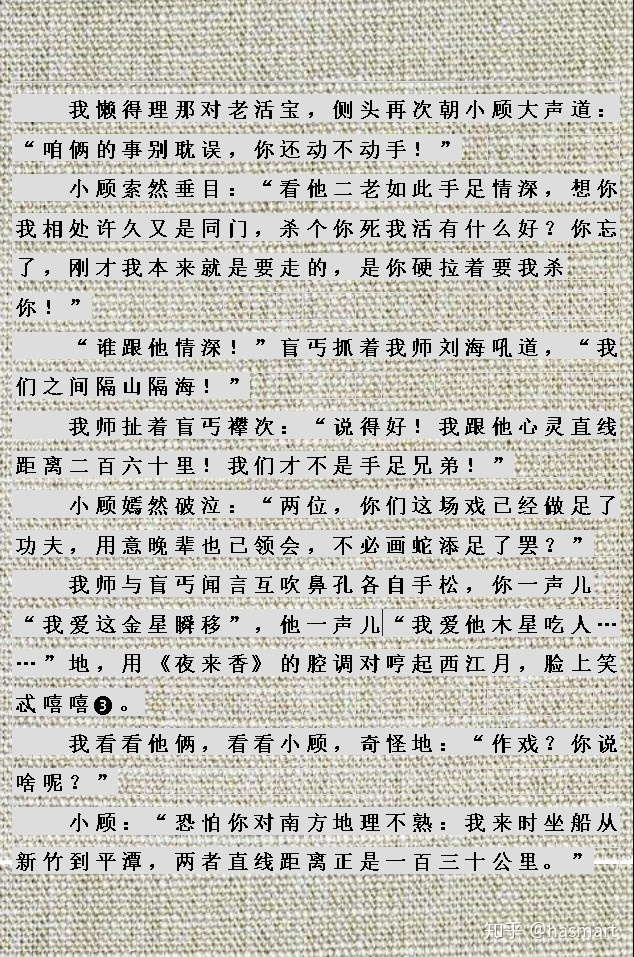 我懒得理那对老活宝，侧头再次朝小顾大声道：
“咱俩的事别耽误，你还动不动手！”
小顾索然垂目：“看他二老如此手足情深，想你
我相处许久又是同门，杀个你死我活有什么好？你忘
了，刚才我本来就是要走的，是你硬拉着要我杀
你！”
“谁跟他情深！”盲丐抓着我师刘海吼道，“我
们之间隔山隔海！”
我师扯着盲丐襻次：“说得好！我跟他心灵直线
距离二百六十里！我们才不是手足兄弟！”
小顾嫣然破泣：“两位，你们这场戏已经做足了
功夫，用意晚辈也已领会，不必画蛇添足了罢？”
我师与盲丐闻言互吹鼻孔各自手松，你一声儿
“我爱这金星瞬移”，他一声儿“我爱他木星吃人…
…”地，用《夜来香》的腔调对哼起西江月，脸上笑
忒嘻嘻❸。
我看看他俩，看看小顾，奇怪地：“作戏？你说
啥呢？”
小顾：“恐怕你对南方地理不熟：我来时坐船从
新竹到平潭，两者直线距离正是一百三十公里。”
知乎 @hasmart